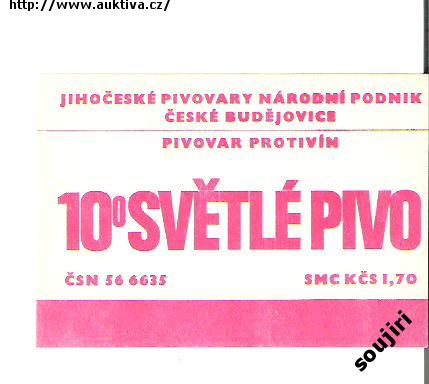 http://www.auktiva.cz/
JIHOČESKÉ PIVOVARY NÁRODNÍ PODNIK
ČESKÉ BUDĚJOVICE
PIVOVAR PROTIVÍN
10⁰ SVĚTLÉ PIVO
ČSN 56 6635 SMC KČS 1,70
soujiri